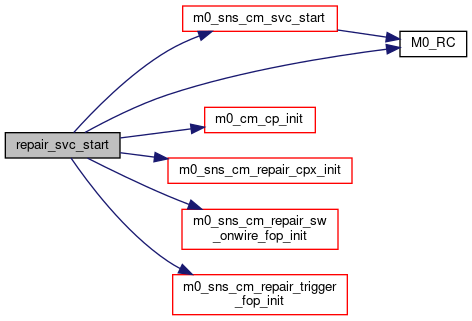 m0_sns_cm_svc_start
M0_RC
m0_cm_cp_init
repair_svc_start
m0_sns_cm_repair_cpx_init
m0_sns_cm_repair_sw
_onwire_fop_init
m0_sns_cm_repair_trigger
_fop_init